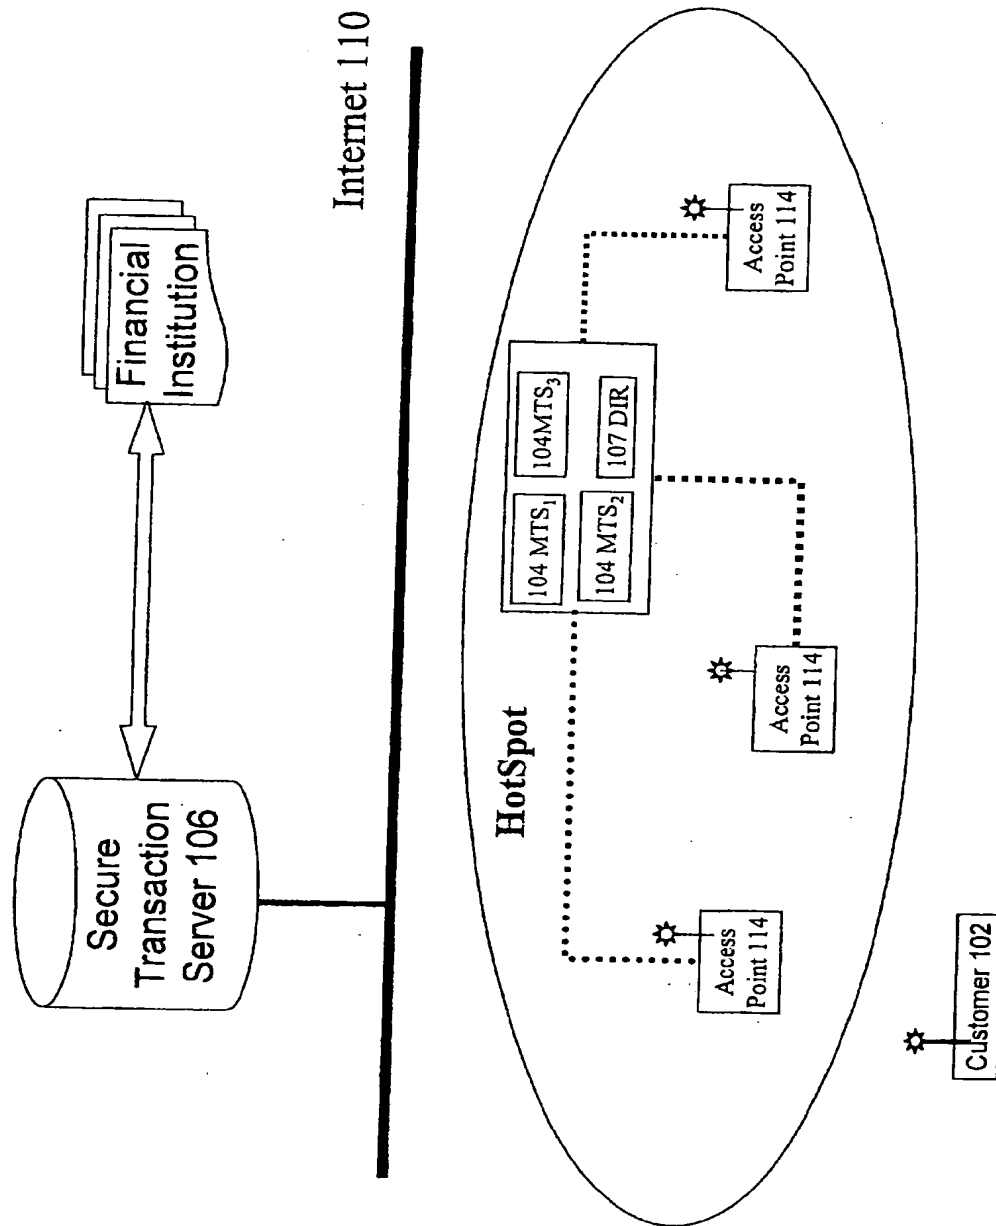 Secure
Transaction
Server 106
Financial
Institution
Internet 110
HotSpot
104 MTS₁
104MTS₃
104 MTS₂
107 DIR
Access
Point 114
Access
Point 114
Access
Point 114
Customer 102